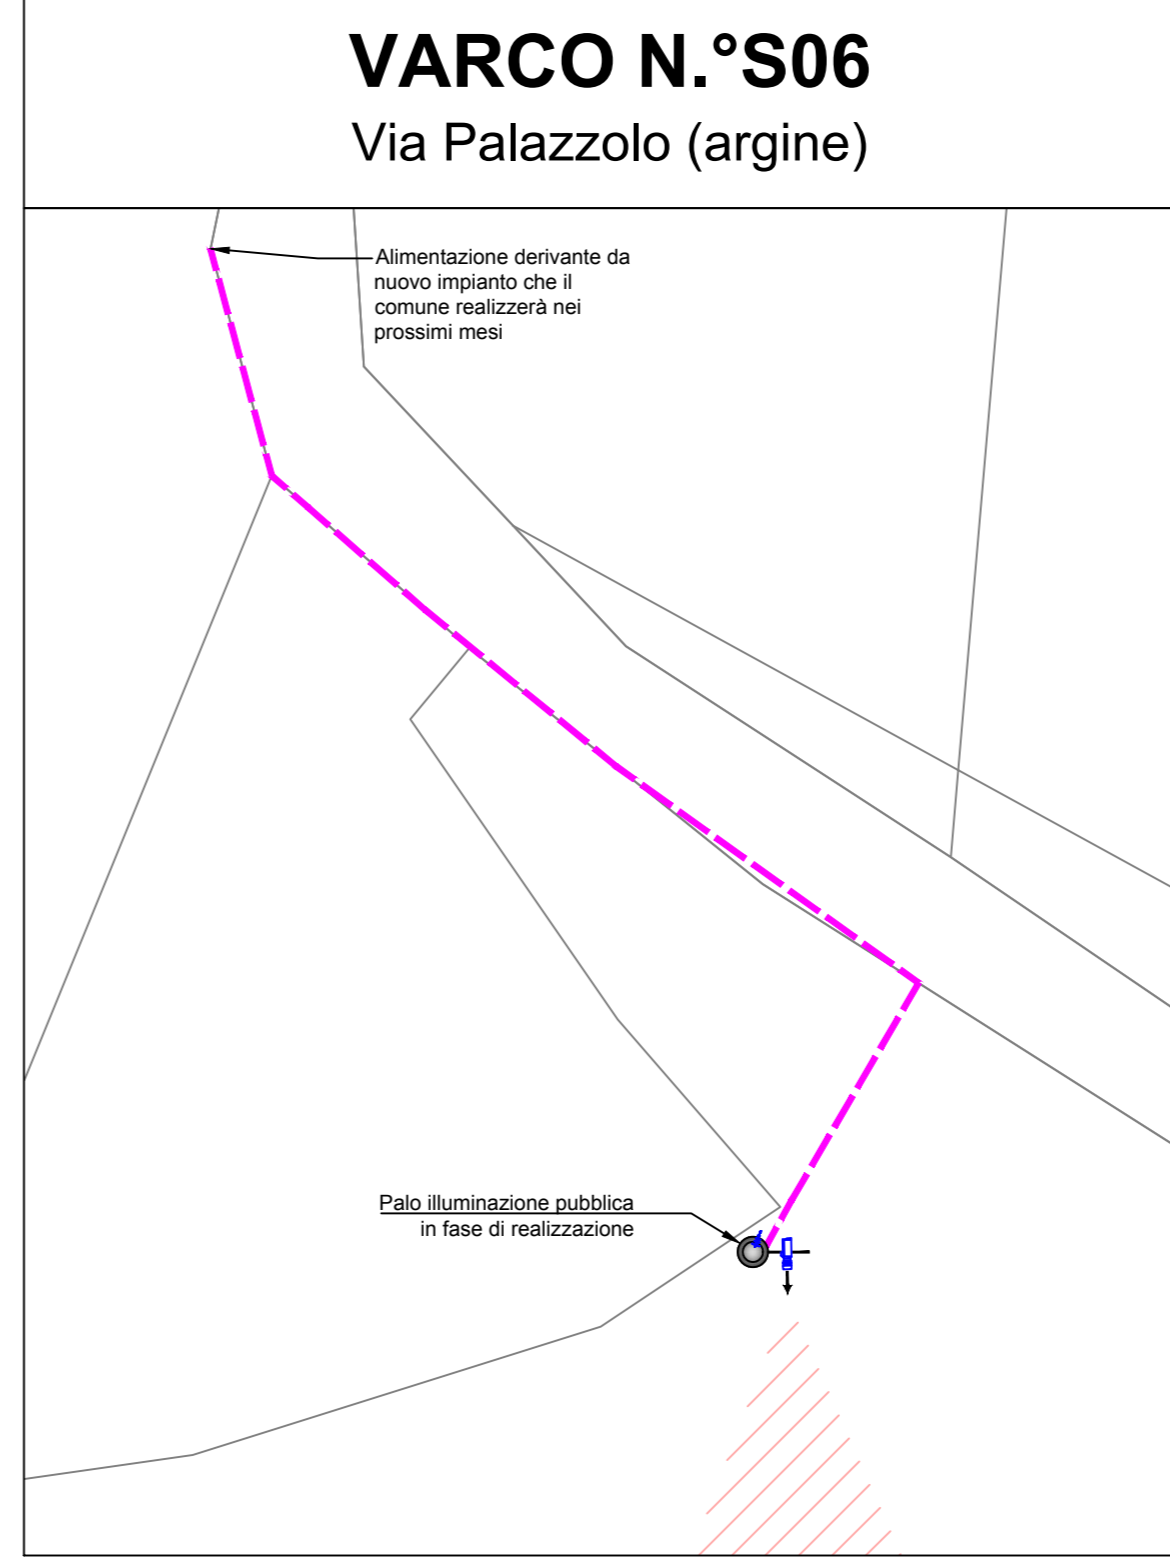 VARCO N.°S06
Via Palazzolo (argine)
Alimentazione derivante da
nuovo impianto che il
comune realizzerà nei
prossimi mesi
Palo illuminazione pubblica
in fase di realizzazione